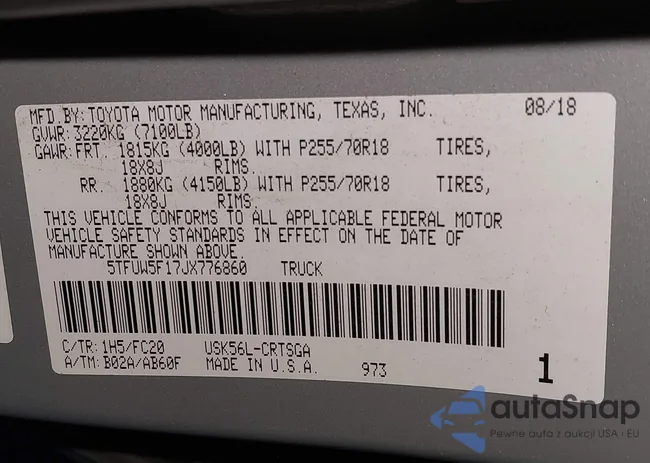 MFD.BY: TOYOTA MOTOR MANUFACTURING, TEXAS, INC. 08/18
GVWR: 3220KG (7100LB)
GAWR: FRT. 1815KG (4000LB) WITH P255/70R18 TIRES,
18X8J RIMS.
RR. 1880KG (4150LB) WITH P255/70R18 TIRES,
18X8J RIMS.
THIS VEHICLE CONFORMS TO ALL APPLICABLE FEDERAL MOTOR
VEHICLE SAFETY STANDARDS IN EFFECT ON THE DATE OF
MANUFACTURE SHOWN ABOVE.
5TFUW5F17JX776860 TRUCK
C/TR: 1H5/FC20 USK56L-CRTSGA
A/TM: B02A/AB60F MADE IN U.S.A. 973 1
autaSnap
Pewne auta z aukcji USA i EU